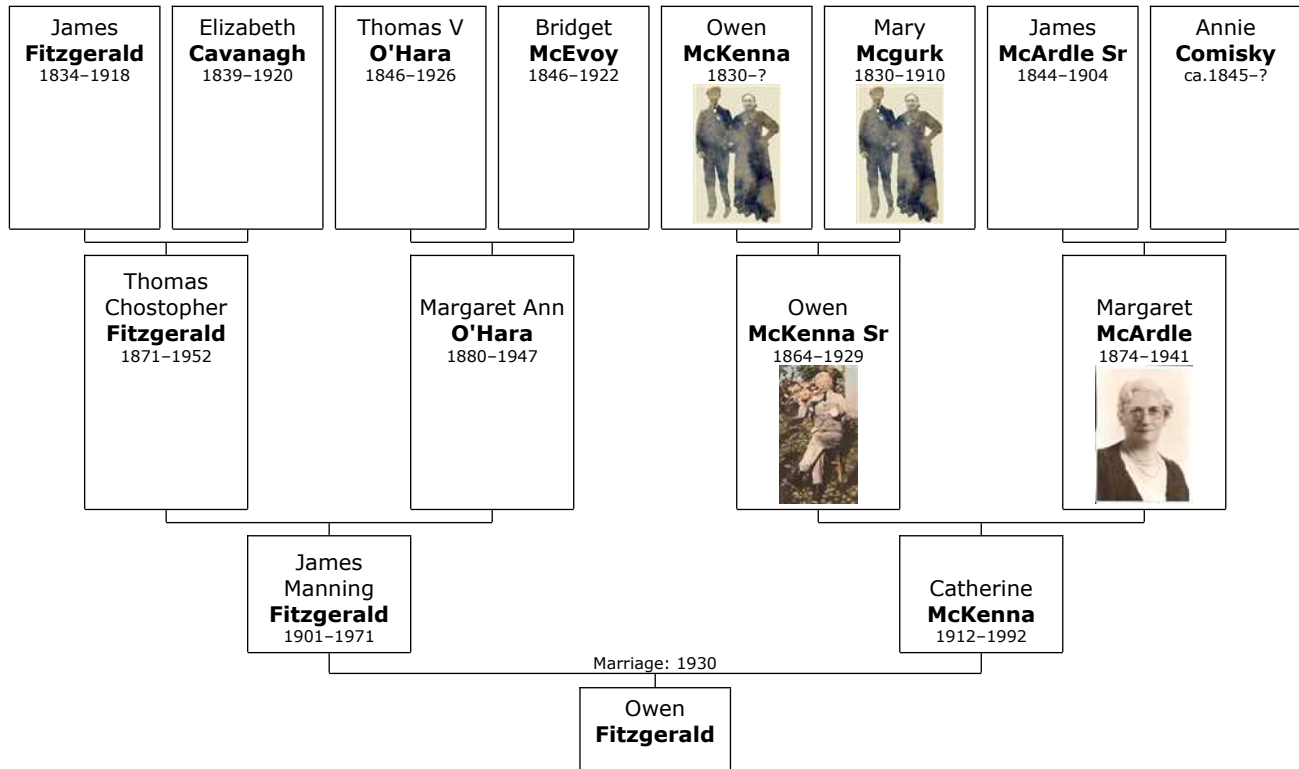 James
Fitzgerald
1834–1918
Elizabeth
Cavanagh
1839–1920
Thomas V
O'Hara
1846–1926
Bridget
McEvoy
1846–1922
Owen
McKenna
1830–?
Mary
Mcgurk
1830–1910
James
McArdle Sr
1844–1904
Annie
Comisky
ca.1845–?
Thomas
Chostopher
Fitzgerald
1871–1952
Margaret Ann
O'Hara
1880–1947
Owen
McKenna Sr
1864–1929
Margaret
McArdle
1874–1941
James
Manning
Fitzgerald
1901–1971
Catherine
McKenna
1912–1992
Marriage: 1930
Owen
Fitzgerald